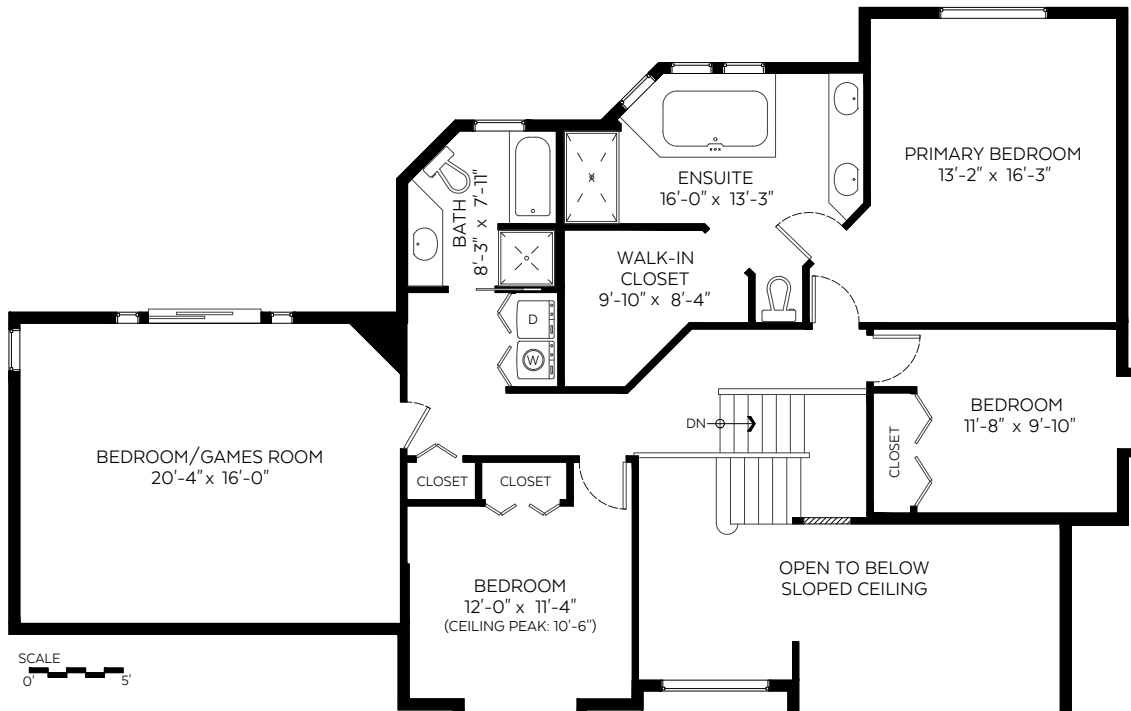 PRIMARY BEDROOM
13'-2" x 16'-3"
ENSUITE
16'-0" x 13'-3"
BATH
8'-3" x 7'-11"
WALK-IN
CLOSET
9'-10" x 8'-4"
D
W
BEDROOM
11'-8" x 9'-10"
CLOSET
DN
BEDROOM/GAMES ROOM
20'-4" x 16'-0"
CLOSET
CLOSET
BEDROOM
12'-0" x 11'-4"
(CEILING PEAK: 10'-6")
OPEN TO BELOW
SLOPED CEILING
SCALE
0' 5'